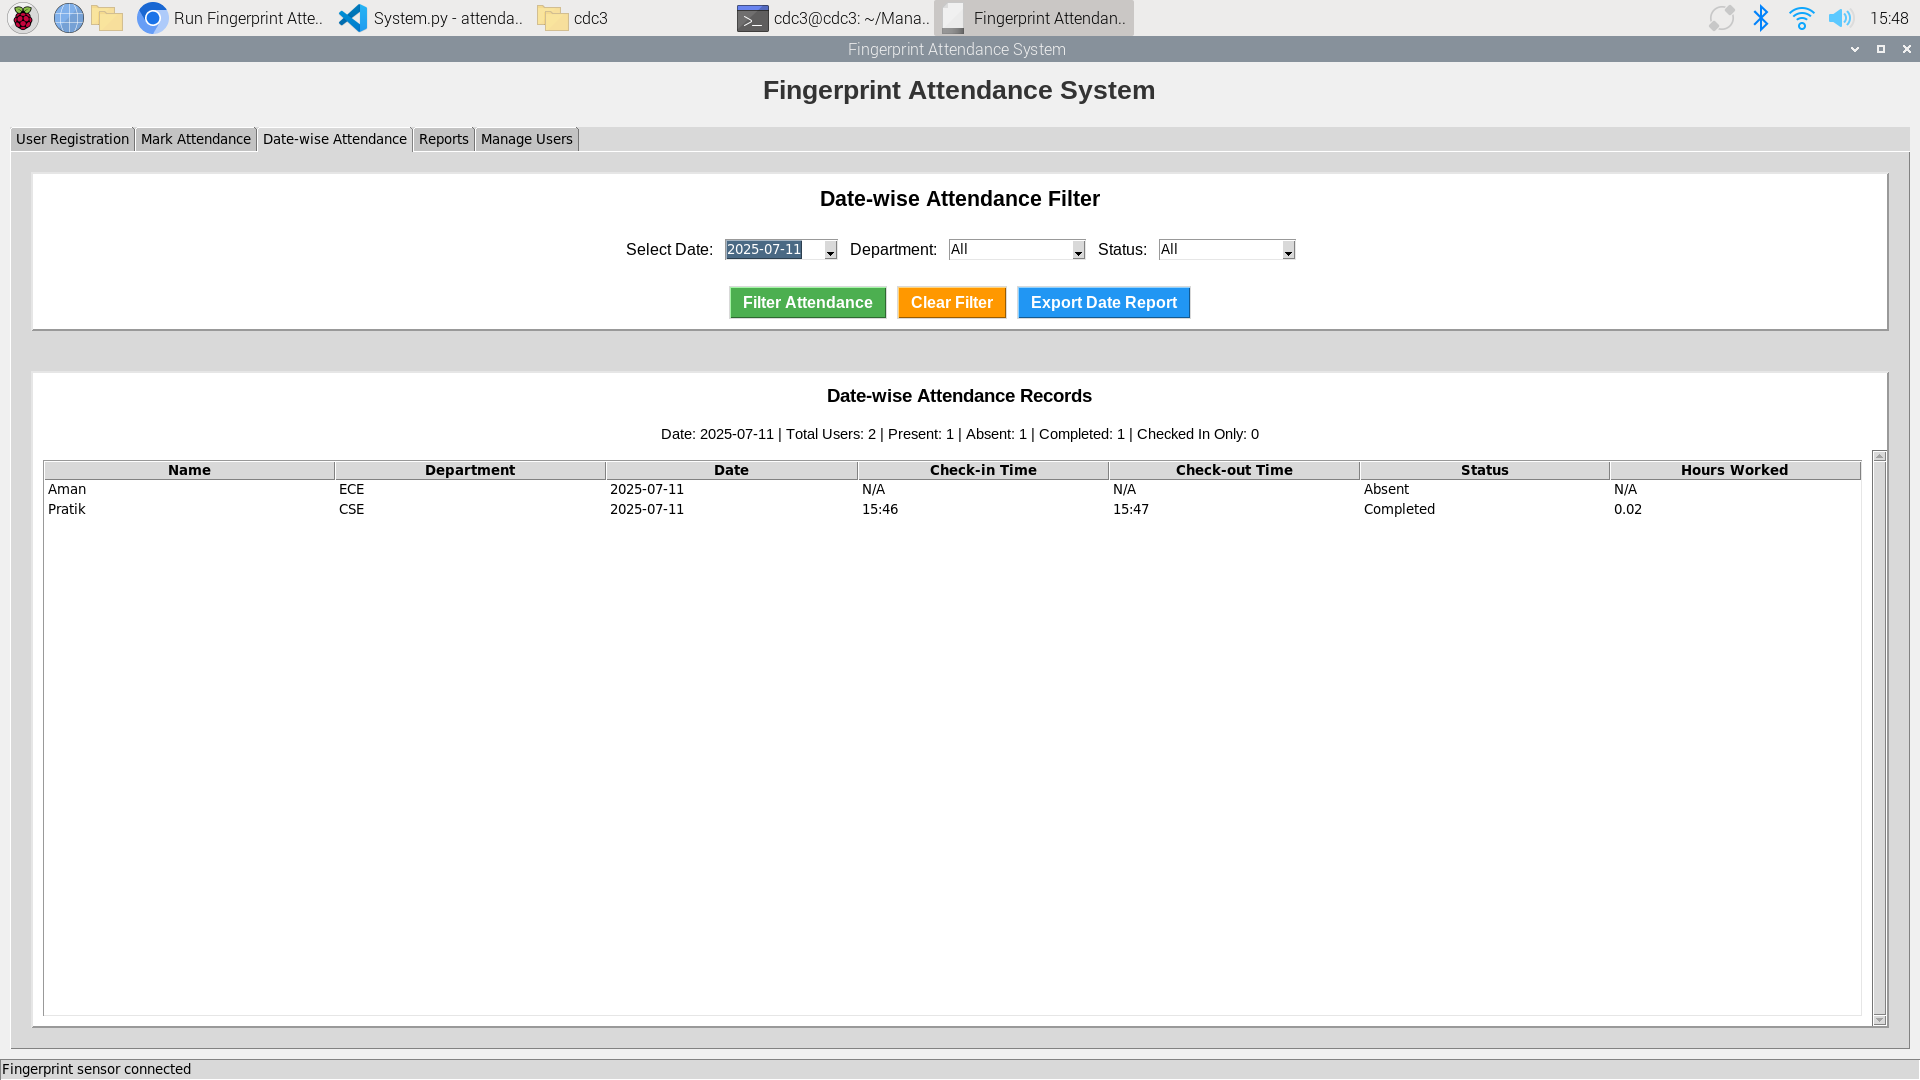 Run Fingerprint Atte.. System.py - attenda.. cdc3 cdc3@cdc3: ~/Mana.. Fingerprint Attendan.. 15:48
Fingerprint Attendance System
Fingerprint Attendance System
User Registration Mark Attendance Date-wise Attendance Reports Manage Users
Date-wise Attendance Filter
Select Date: 2025-07-11 Department: All Status: All
Filter Attendance Clear Filter Export Date Report
Date-wise Attendance Records
Date: 2025-07-11 | Total Users: 2 | Present: 1 | Absent: 1 | Completed: 1 | Checked In Only: 0
Name Department Date Check-in Time Check-out Time Status Hours Worked
Aman ECE 2025-07-11 N/A N/A Absent N/A
Pratik CSE 2025-07-11 15:46 15:47 Completed 0.02
Fingerprint sensor connected